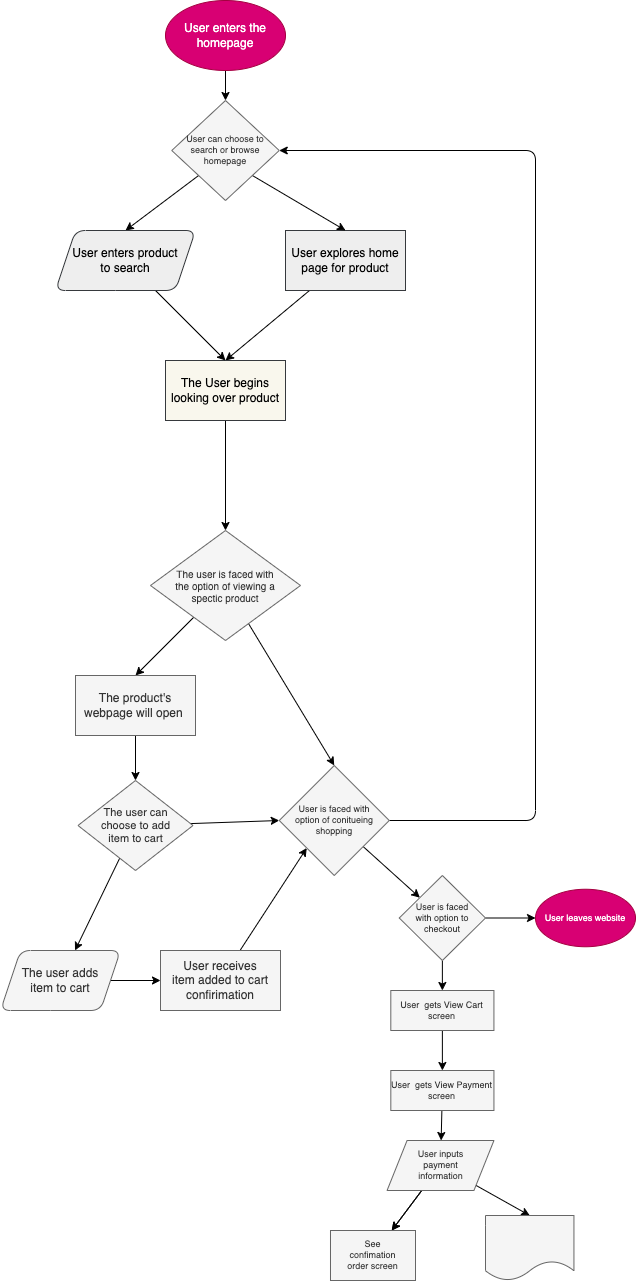 User enters the
homepage
User can choose to
search or browse
homepage
User enters product
to search
User explores home
page for product
The User begins
looking over product
The user is faced with
the option of viewing a
spectic product
The product's
webpage will open
The user can
choose to add
item to cart
User is faced with
option of conitueing
shopping
User is faced
with option to
checkout
User leaves website
The user adds
item to cart
User receives
item added to cart
confirimation
User gets View Cart
screen
User gets View Payment
screen
User inputs
payment
information
See
confimation
order screen